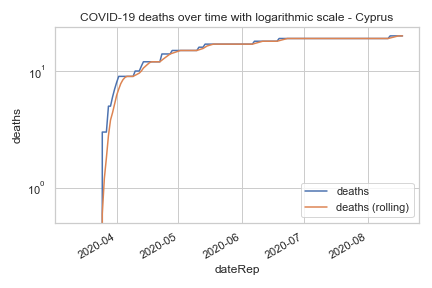 COVID-19 deaths over time with logarithmic scale - Cyprus
deaths
10¹
10⁰
deaths
deaths (rolling)
2020-04
2020-05
2020-06
2020-07
2020-08
dateRep